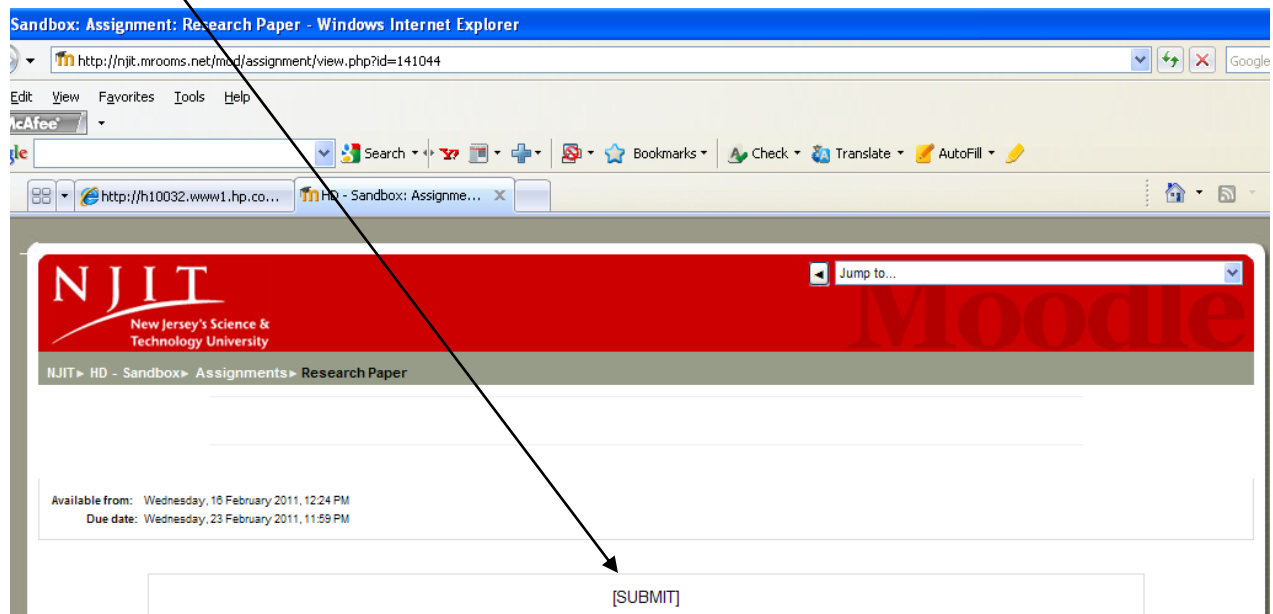 Sandbox: Assignment: Research Paper - Windows Internet Explorer
http://njit.mrooms.net/mod/assignment/view.php?id=141044
Google
Edit View Favorites Tools Help
McAfee
Search Bookmarks Check Translate AutoFill
http://h10032.www1.hp.co... HD - Sandbox: Assignme...
NJIT
Jump to...
Moodle
New Jersey's Science &
Technology University
NJIT► HD - Sandbox► Assignments► Research Paper
Available from: Wednesday, 16 February 2011, 12:24 PM
Due date: Wednesday, 23 February 2011, 11:59 PM
[SUBMIT]